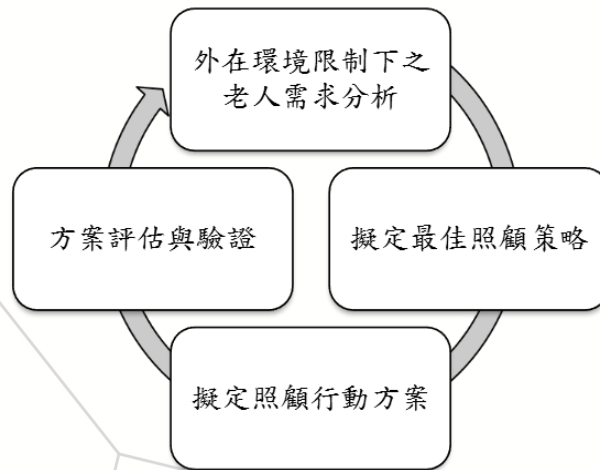 外在環境限制下之
老人需求分析
擬定最佳照顧策略
擬定照顧行動方案
方案評估與驗證